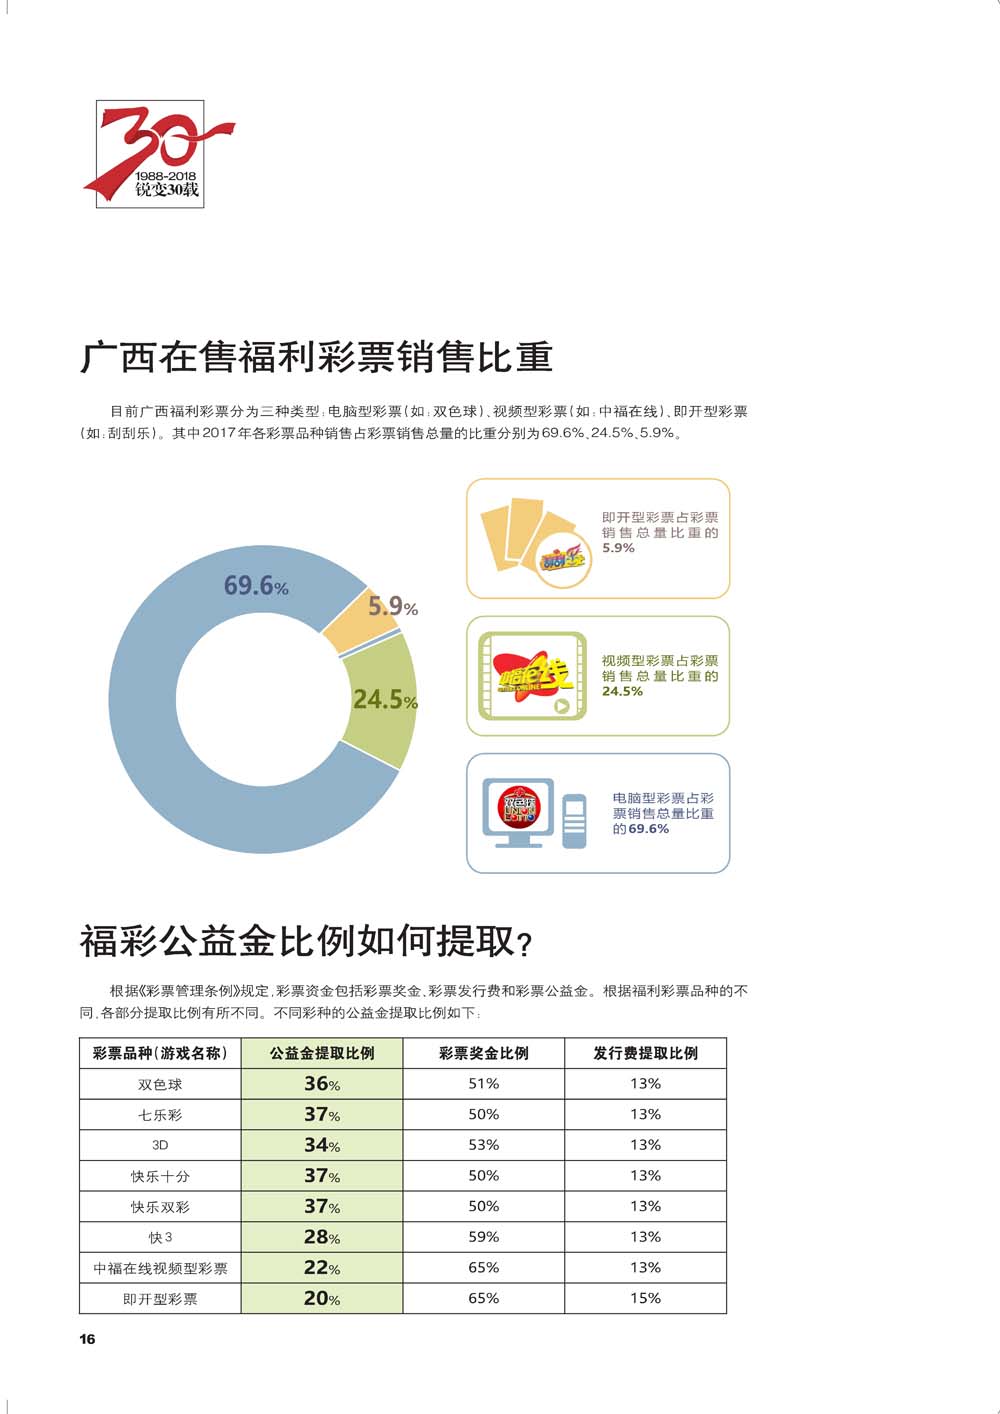 30
1988-2018
锐变30载
广西在售福利彩票销售比重
目前广西福利彩票分为三种类型:电脑型彩票(如:双色球)、视频型彩票(如:中福在线)、即开型彩票
(如:刮刮乐)。其中2017年各彩票品种销售占彩票销售总量的比重分别为69.6%、24.5%、5.9%。
69.6%
5.9%
24.5%
即开型彩票占彩票
销售总量比重的
5.9%
视频型彩票占彩票
销售总量比重的
24.5%
双色球
电脑型彩票占彩
票销售总量比重
的69.6%
福彩公益金比例如何提取?
根据《彩票管理条例》规定,彩票资金包括彩票奖金、彩票发行费和彩票公益金。根据福利彩票品种的不
同,各部分提取比例有所不同。不同彩种的公益金提取比例如下:
彩票品种(游戏名称) 公益金提取比例 彩票奖金比例 发行费提取比例
双色球 36% 51% 13%
七乐彩 37% 50% 13%
3D 34% 53% 13%
快乐十分 37% 50% 13%
快乐双彩 37% 50% 13%
快3 28% 59% 13%
中福在线视频型彩票 22% 65% 13%
即开型彩票 20% 65% 15%
16